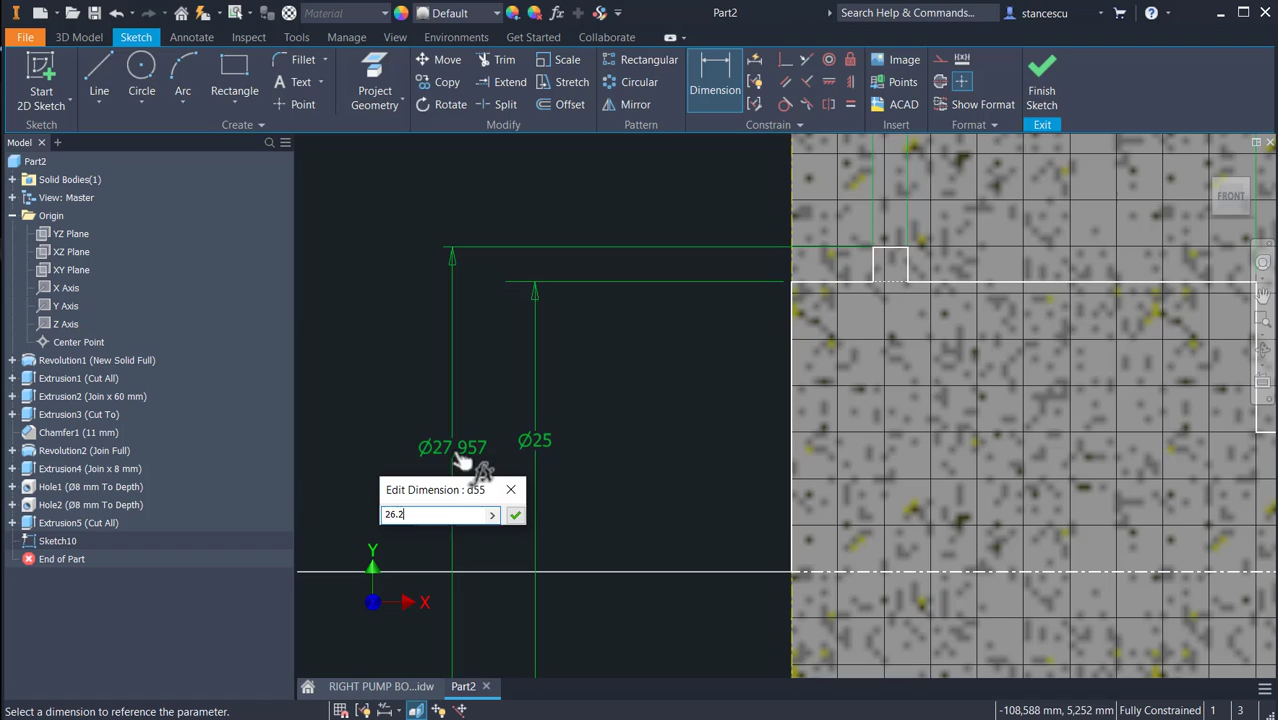 Material
Default
Part2
Search Help & Commands...
stancescu
File
3D Model
Sketch
Annotate
Inspect
Tools
Manage
View
Environments
Get Started
Collaborate
Start
2D Sketch
Line
Circle
Arc
Rectangle
Fillet
Text
Point
Project
Geometry
Move
Copy
Rotate
Trim
Extend
Split
Scale
Stretch
Offset
Rectangular
Circular
Mirror
Dimension
Image
Points
ACAD
Show Format
Finish
Sketch
Sketch
Create
Modify
Pattern
Constrain
Insert
Format
Exit
Model
Part2
Solid Bodies(1)
View: Master
Origin
YZ Plane
XZ Plane
XY Plane
X Axis
Y Axis
Z Axis
Center Point
Revolution1 (New Solid Full)
Extrusion1 (Cut All)
Extrusion2 (Join x 60 mm)
Extrusion3 (Cut To)
Chamfer1 (11 mm)
Revolution2 (Join Full)
Extrusion4 (Join x 8 mm)
Hole1 (Ø8 mm To Depth)
Hole2 (Ø8 mm To Depth)
Extrusion5 (Cut All)
Sketch10
End of Part
FRONT
Ø27,957
Ø25
Edit Dimension : d55
26.2
Y
X
RIGHT PUMP BO...idw
Part2
Select a dimension to reference the parameter.
-108,588 mm, 5,252 mm
Fully Constrained
1
3